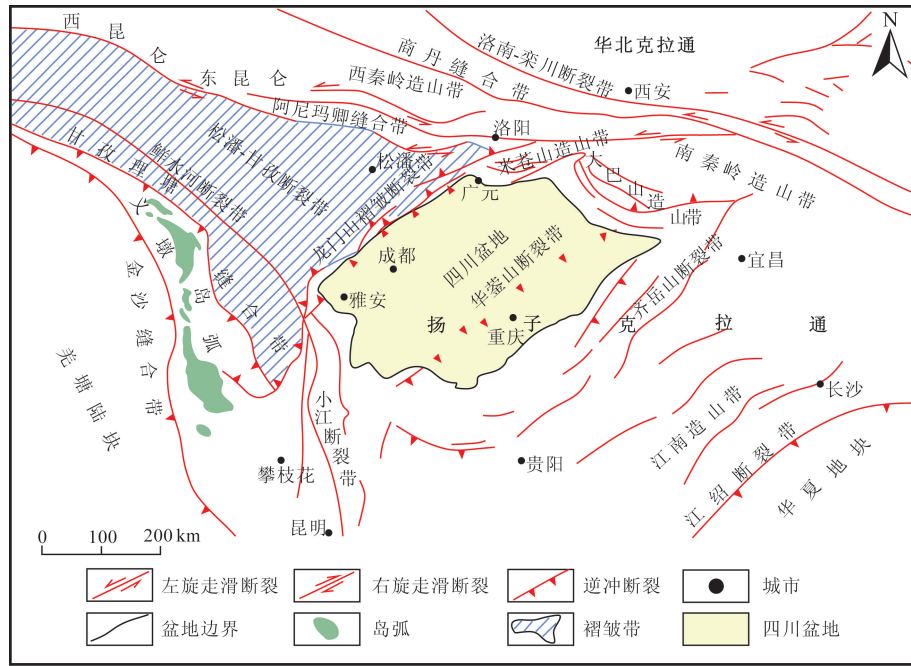 西昆仑
东昆仑
商丹缝合带
洛南-栾川断裂带
华北克拉通
N
西秦岭造山带
西安
阿尼玛卿缝合带
洛阳
松潘-甘孜断裂带
松潘
米苍山造山带
大巴山造山带
南秦岭造山带
甘孜理塘缝合带
鲜水河断裂带
龙门山褶皱断裂带
广元
义墩岛弧
成都
四川盆地
华蓥山断裂带
宜昌
齐岳山断裂带
雅安
金沙缝合带
扬子克拉通
重庆
羌塘陆块
小江断裂带
长沙
江南造山带
攀枝花
贵阳
江绍断裂带
华夏地块
昆明
0 100 200 km
左旋走滑断裂
右旋走滑断裂
逆冲断裂
城市
盆地边界
岛弧
褶皱带
四川盆地